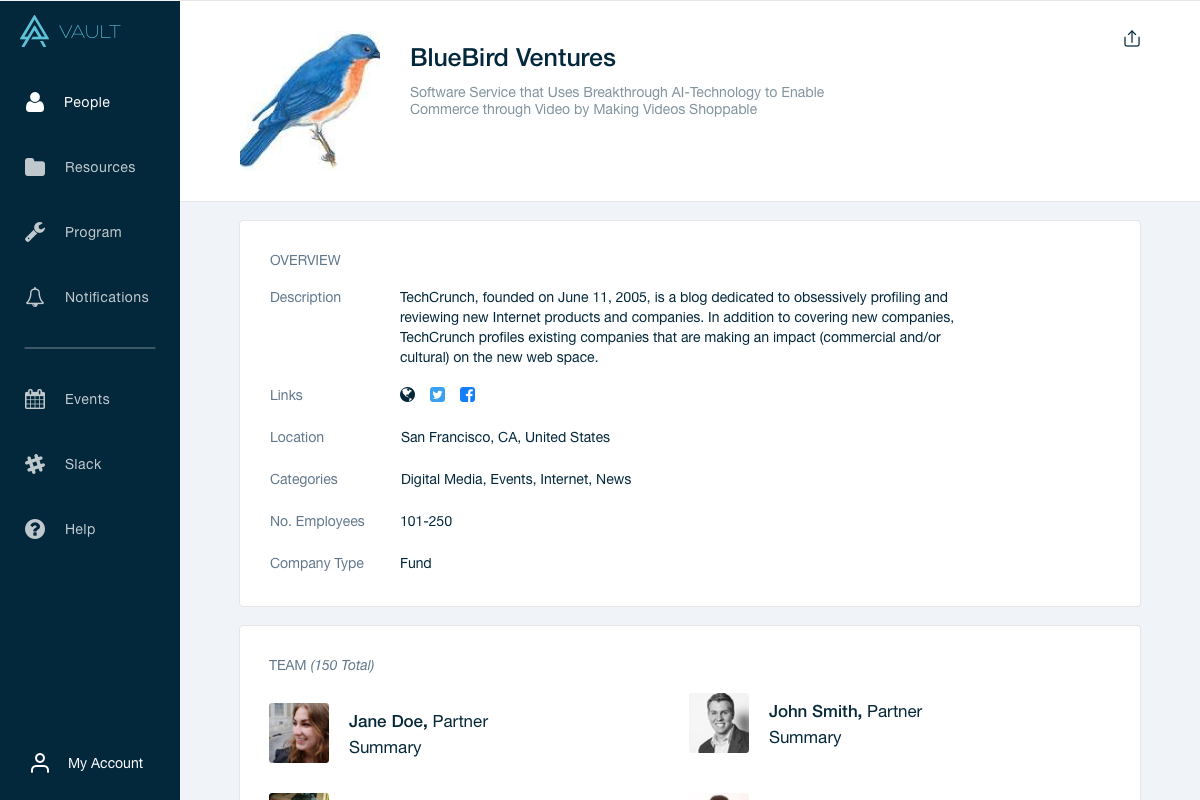 VAULT
People
Resources
Program
Notifications
Events
Slack
Help
My Account
BlueBird Ventures
Software Service that Uses Breakthrough AI-Technology to Enable
Commerce through Video by Making Videos Shoppable
OVERVIEW
Description
TechCrunch, founded on June 11, 2005, is a blog dedicated to obsessively profiling and
reviewing new Internet products and companies. In addition to covering new companies,
TechCrunch profiles existing companies that are making an impact (commercial and/or
cultural) on the new web space.
Links
Location San Francisco, CA, United States
Categories Digital Media, Events, Internet, News
No. Employees 101-250
Company Type Fund
TEAM (150 Total)
Jane Doe, Partner
Summary
John Smith, Partner
Summary